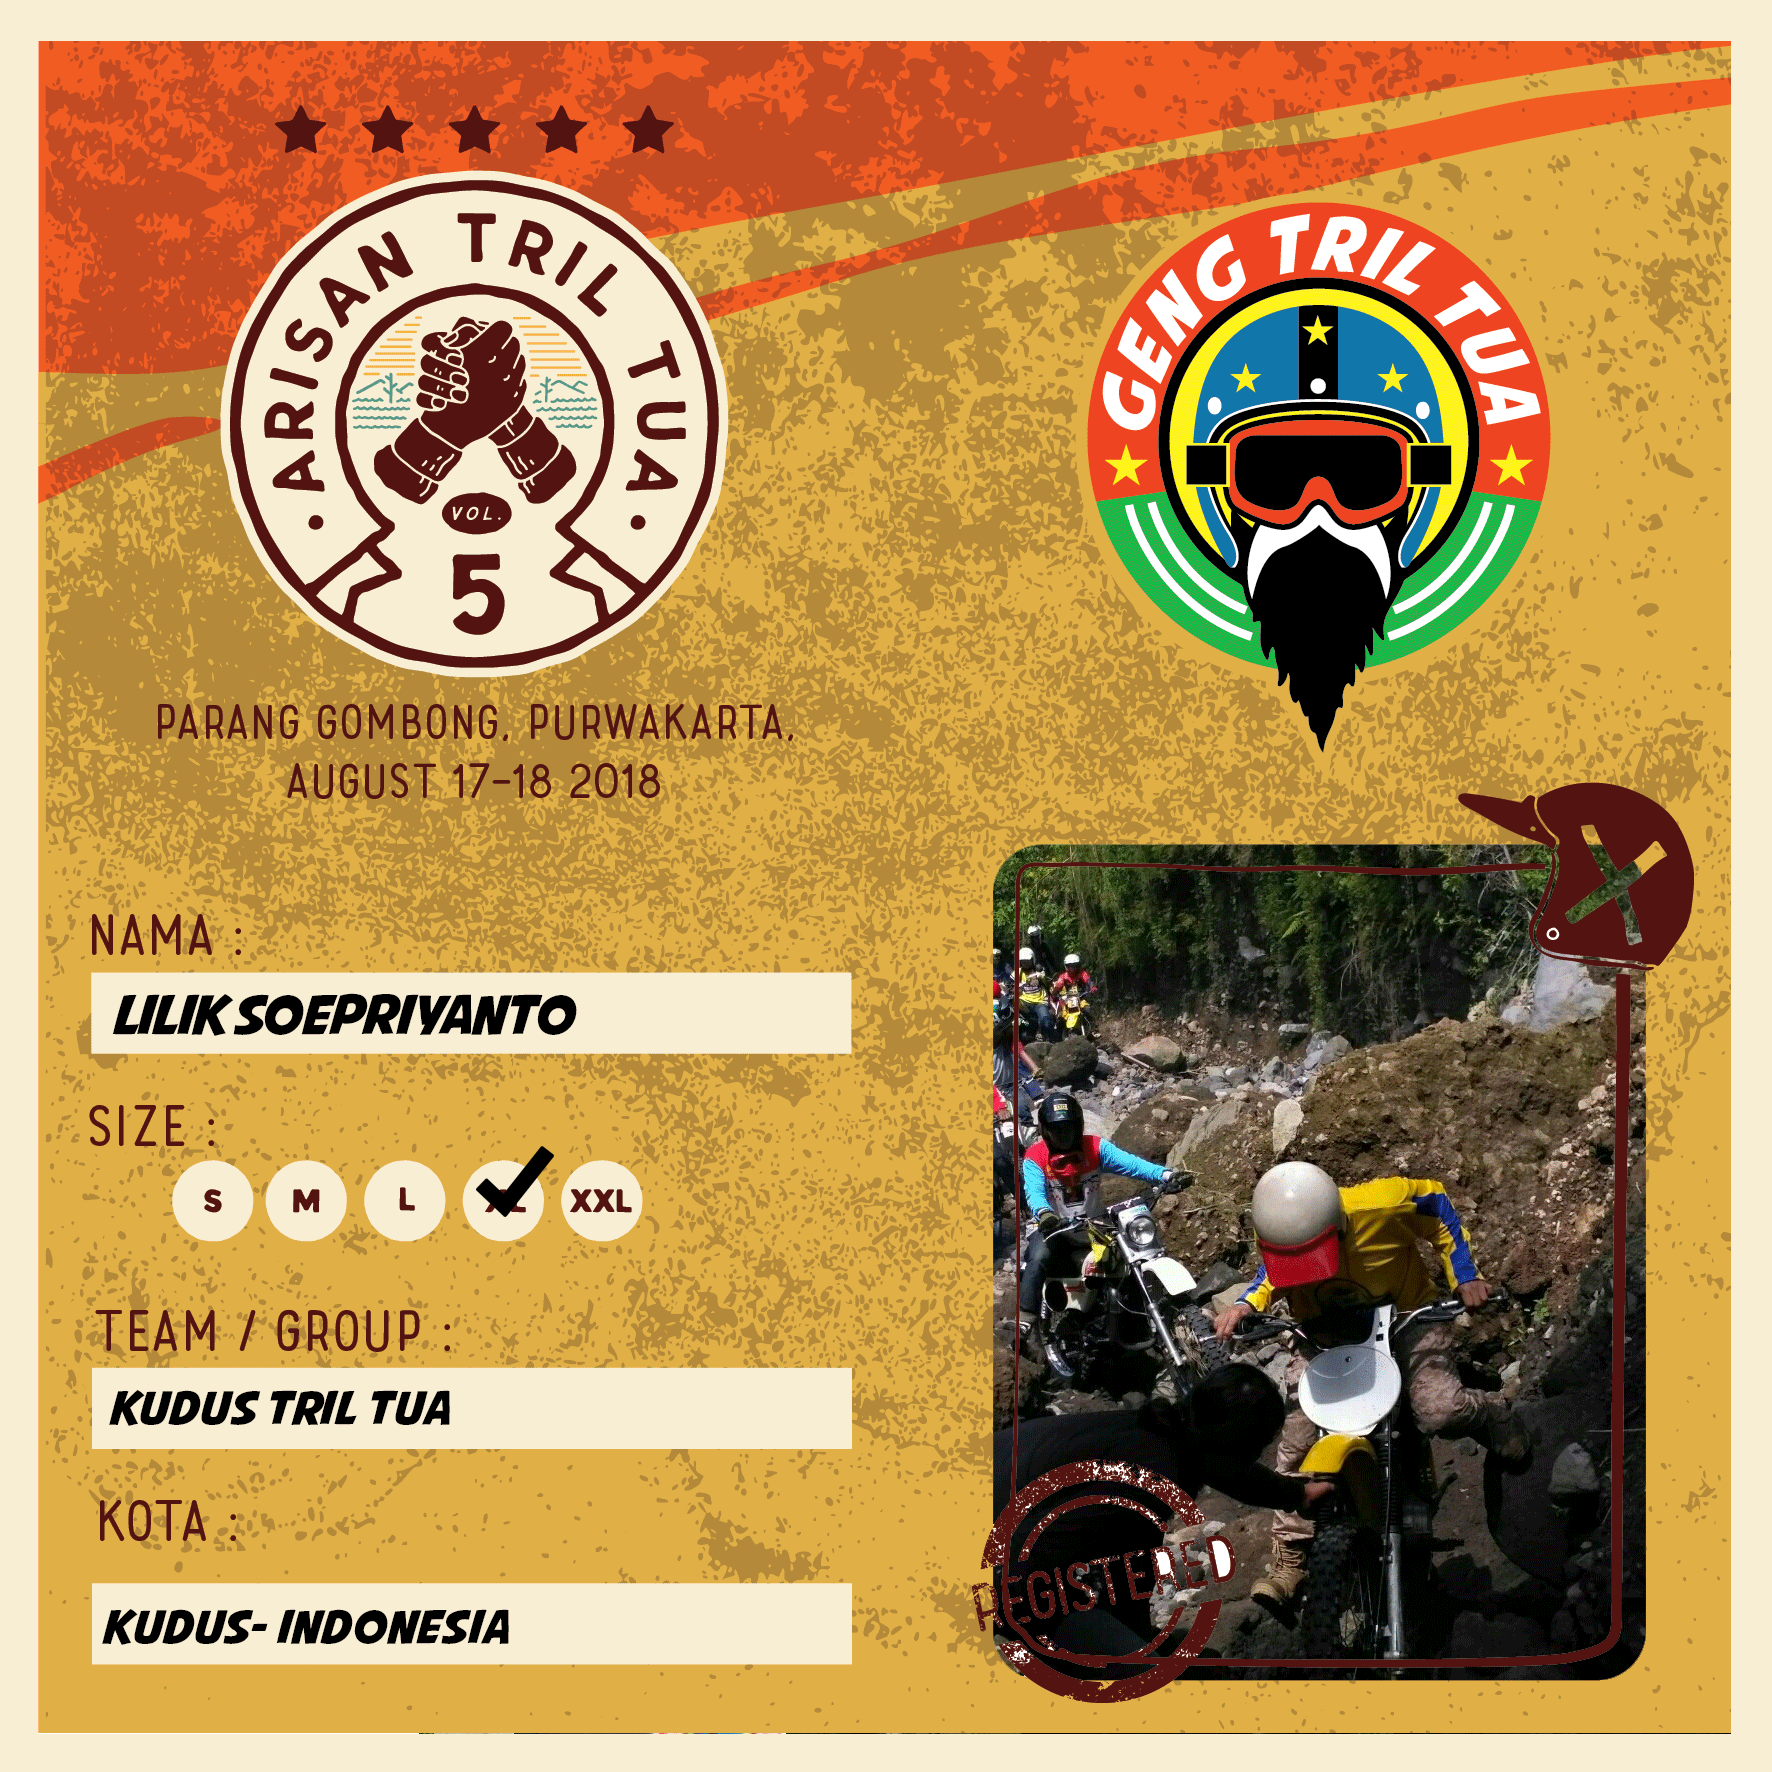 ARISAN TRIL TUA
VOL.
5
GENG TRIL TUA
PARANG GOMBONG, PURWAKARTA,
AUGUST 17-18 2018
NAMA :
LILIK SOEPRIYANTO
SIZE :
S M L XL XXL
TEAM / GROUP :
KUDUS TRIL TUA
KOTA :
KUDUS- INDONESIA
REGISTERED